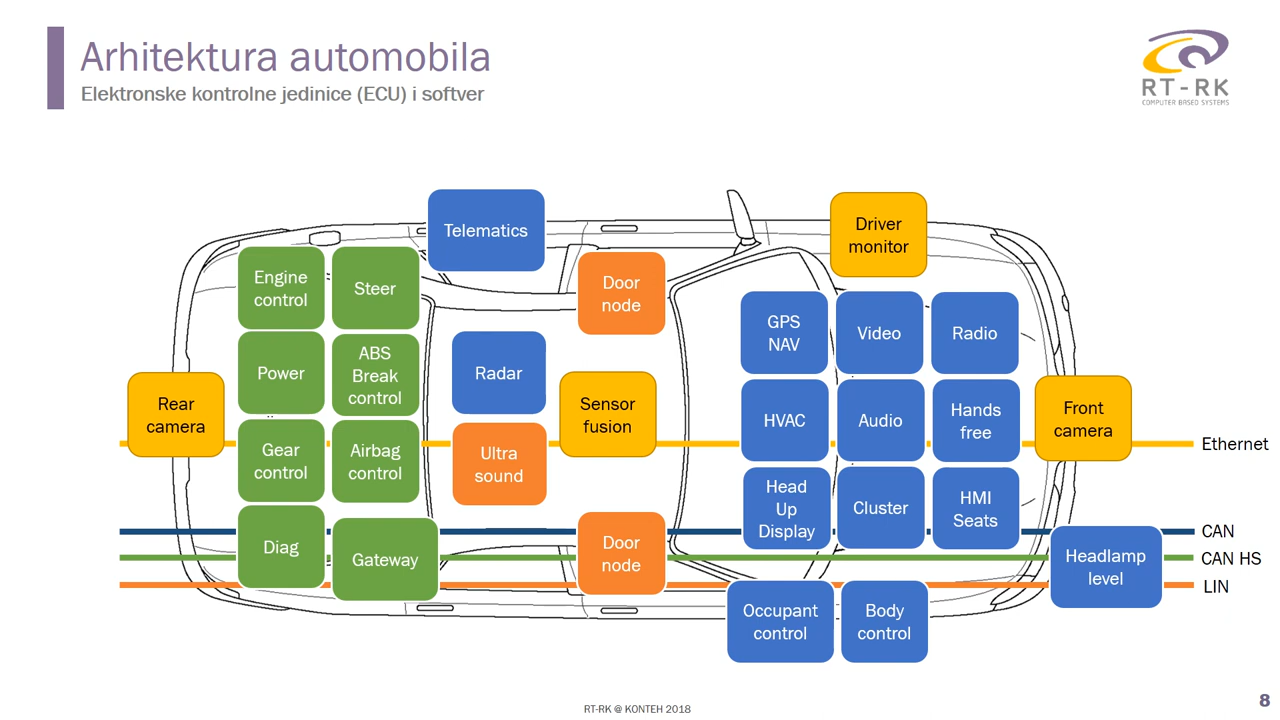 Arhitektura automobila
Elektronske kontrolne jedinice (ECU) i softver
RT-RK
COMPUTER BASED SYSTEMS
Telematics
Driver
monitor
Engine
control
Steer
Door
node
GPS
NAV
Video
Radio
Power
ABS
Break
control
Radar
Rear
camera
Sensor
fusion
HVAC
Audio
Hands
free
Front
camera
Ethernet
Gear
control
Airbag
control
Ultra
sound
Head
Up
Display
Cluster
HMI
Seats
CAN
Diag
Gateway
Door
node
Headlamp
level
CAN HS
LIN
Occupant
control
Body
control
RT-RK @ KONTEH 2018
8